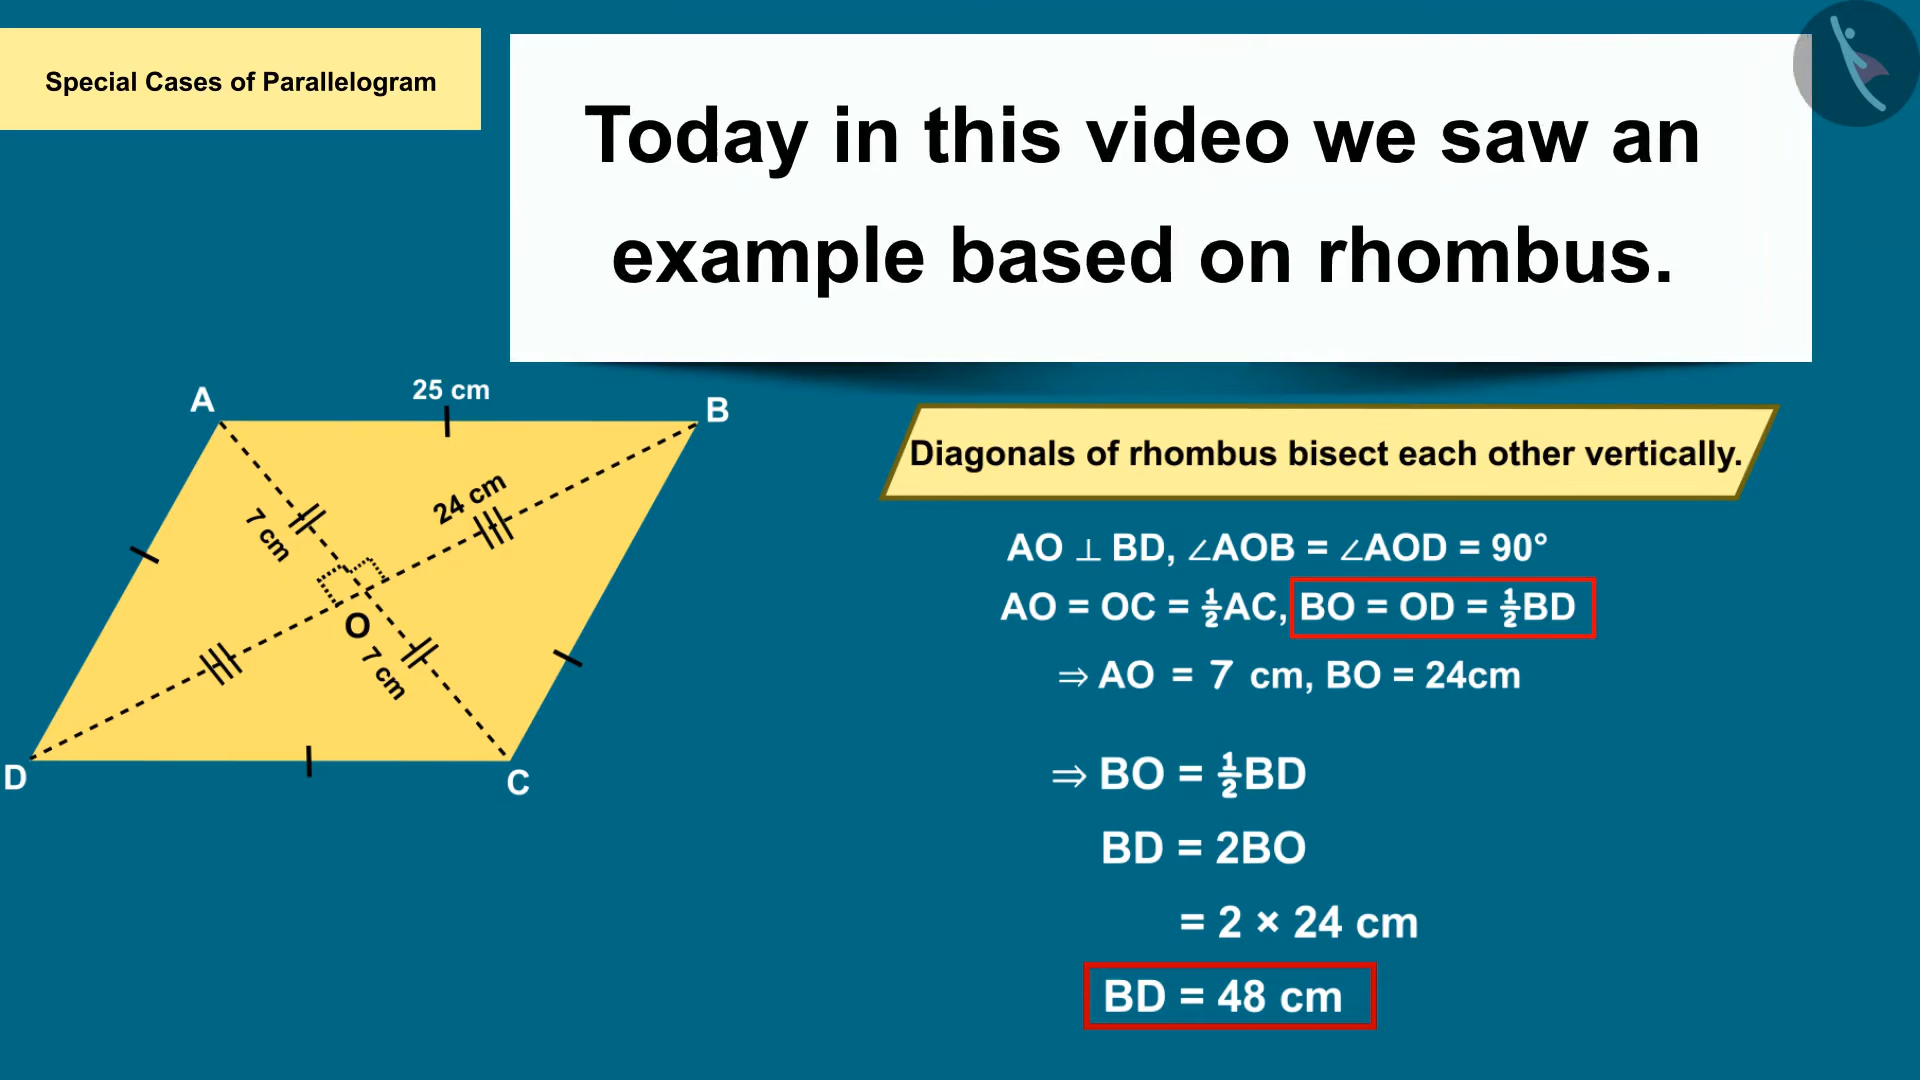 Special Cases of Parallelogram
Today in this video we saw an
example based on rhombus.
A
25 cm
B
7 cm
24 cm
O
7 cm
D
C
Diagonals of rhombus bisect each other vertically.
AO ⊥ BD, ∠AOB = ∠AOD = 90°
AO = OC = ½AC, BO = OD = ½BD
⇒ AO = 7 cm, BO = 24cm
⇒ BO = ½BD
BD = 2BO
= 2 × 24 cm
BD = 48 cm